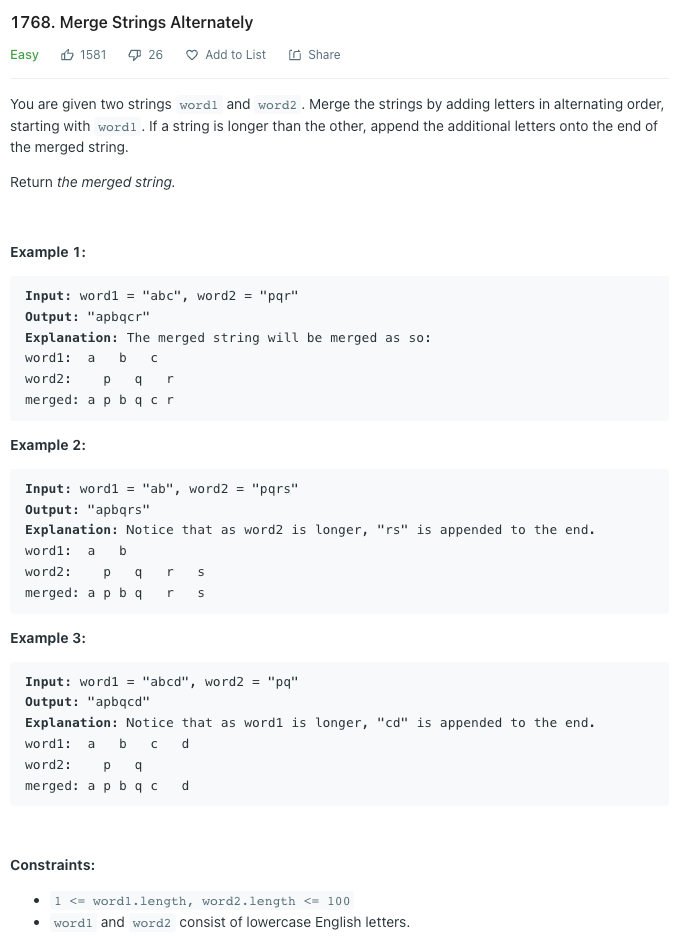 1768. Merge Strings Alternately
Easy 1581 26 Add to List Share
You are given two strings word1 and word2. Merge the strings by adding letters in alternating order,
starting with word1. If a string is longer than the other, append the additional letters onto the end of
the merged string.
Return the merged string.
Example 1:
Input: word1 = "abc", word2 = "pqr"
Output: "apbqcr"
Explanation: The merged string will be merged as so:
word1:  a   b   c
word2:    p   q   r
merged: a p b q c r
Example 2:
Input: word1 = "ab", word2 = "pqrs"
Output: "apbqrs"
Explanation: Notice that as word2 is longer, "rs" is appended to the end.
word1:  a   b
word2:    p   q   r   s
merged: a p b q   r   s
Example 3:
Input: word1 = "abcd", word2 = "pq"
Output: "apbqcd"
Explanation: Notice that as word1 is longer, "cd" is appended to the end.
word1:  a   b   c   d
word2:    p   q
merged: a p b q c   d
Constraints:
• 1 <= word1.length, word2.length <= 100
• word1 and word2 consist of lowercase English letters.